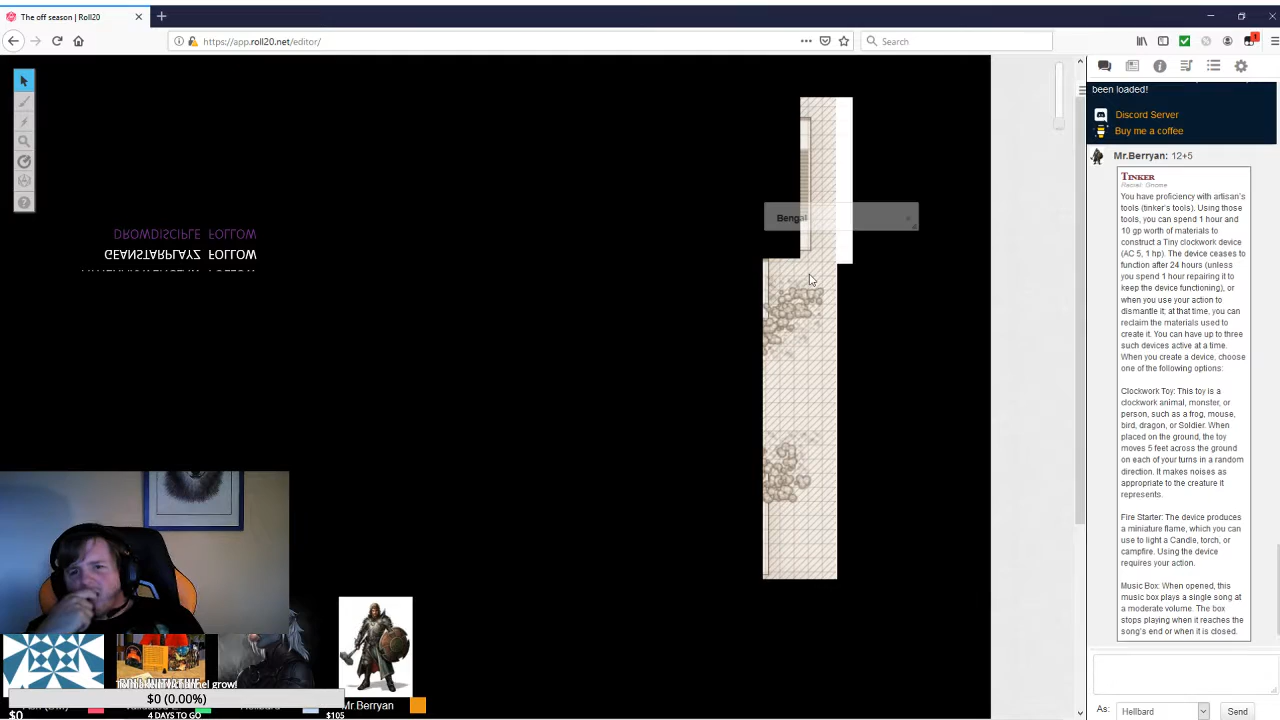 The off season | Roll20
https://app.roll20.net/editor/
Search
been loaded!
Discord Server
Buy me a coffee
Mr.Berryan: 12+5
Tinker
Racial: Gnome
You have proficiency with artisan's
tools (tinker's tools). Using those
tools, you can spend 1 hour and
10 gp worth of materials to
construct a Tiny clockwork device
(AC 5, 1 hp). The device ceases to
function after 24 hours (unless
you spend 1 hour repairing it to
keep the device functioning), or
when you use your action to
dismantle it; at that time, you can
reclaim the materials used to
create it. You can have up to three
such devices active at a time.
When you create a device, choose
one of the following options:
Clockwork Toy: This toy is a
clockwork animal, monster, or
person, such as a frog, mouse,
bird, dragon, or Soldier. When
placed on the ground, the toy
moves 5 feet across the ground
on each of your turns in a random
direction. It makes noises as
appropriate to the creature it
represents.
Fire Starter: The device produces
a miniature flame, which you can
use to light a Candle, torch, or
campfire. Using the device
requires your action.
Music Box: When opened, this
music box plays a single song at
a moderate volume. The box
stops playing when it reaches the
song's end or when it is closed.
As: Hellbard
Send
Bengal
DROWDISCIPLE FOLLOW
GEANSTARPLAYZ FOLLOW
$0 (0.00%)
Mr Berryan
$0
4 DAYS TO GO
$105